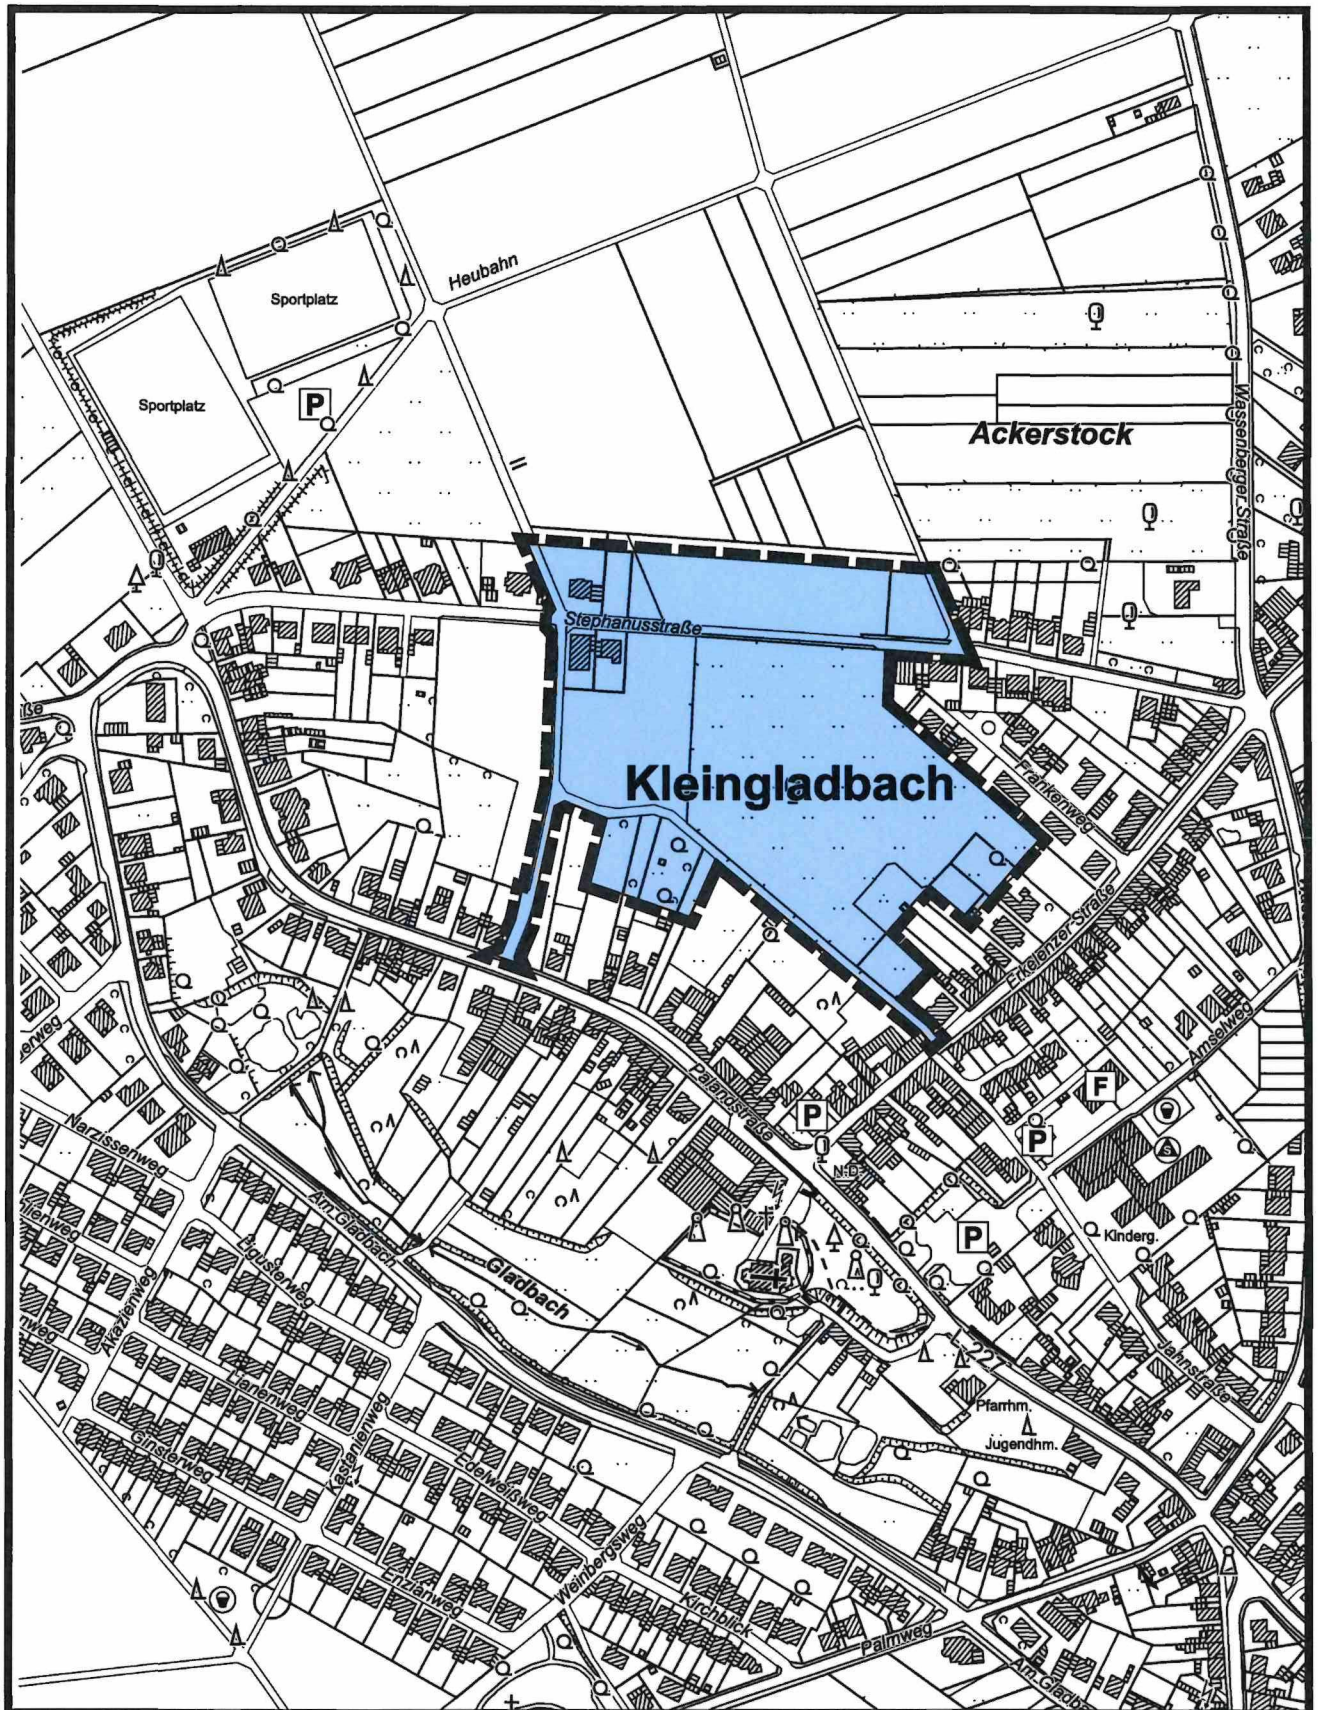 Heubahn
Sportplatz
Sportplatz
P
Ackerstock
Wassenberger Straße
Stephanusstraße
Kleingladbach
Frankenweg
Erkelenzer-Straße
Amselweg
F
P
P
Palandstraße
N.D.
Narzissenweg
Am Gladbach
Ligusterweg
Akazienweg
Gladbach
P
Kinderg.
L 227
Jahnstraße
Pfarrhm.
Jugendhm.
Ginsterweg
Kastanienweg
Edelweißweg
Enzianweg
Weinbergsweg
Kirchblick
Palmweg